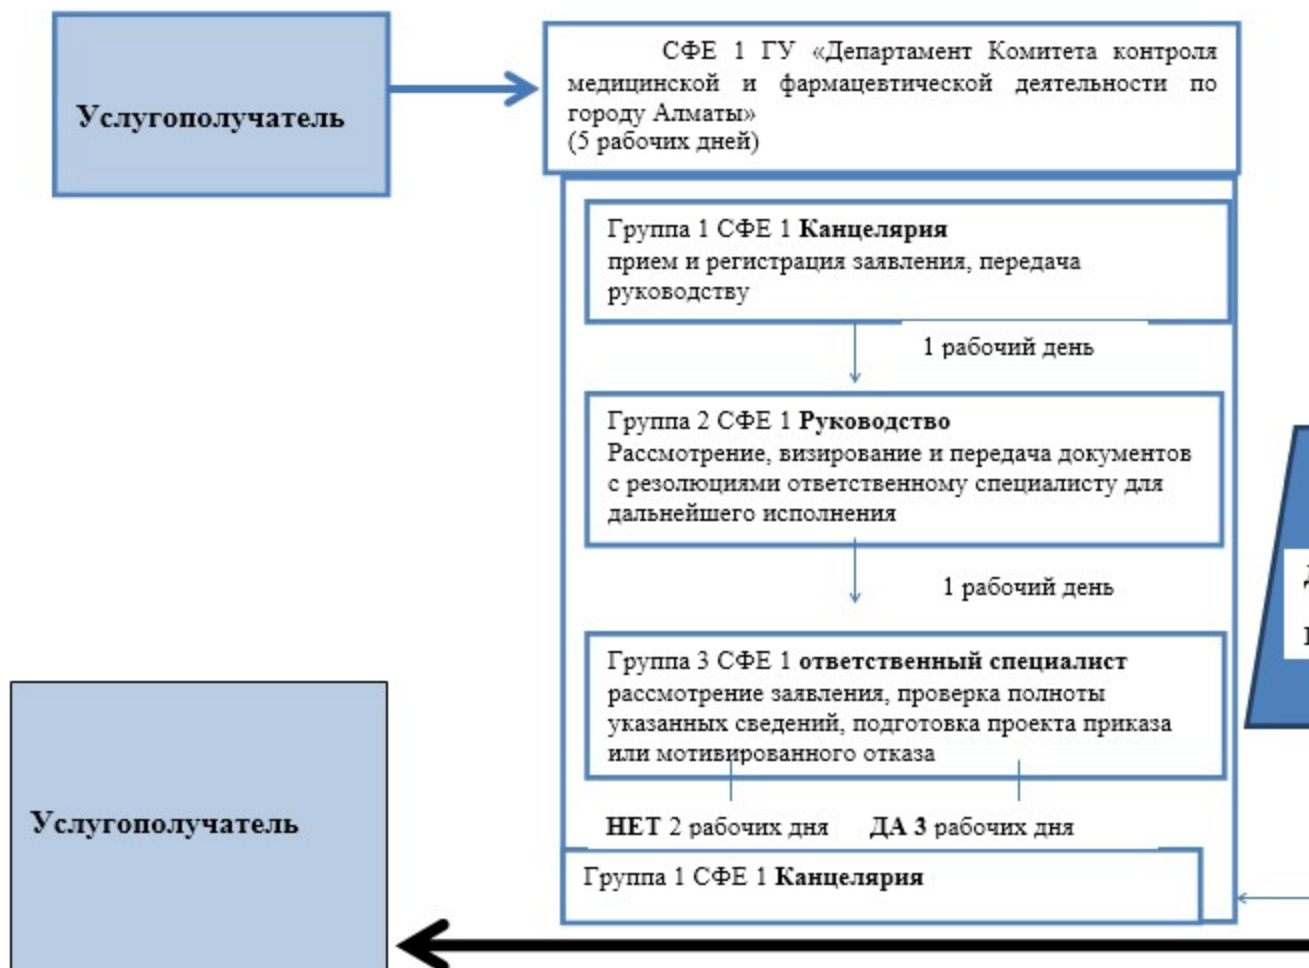 Услугополучатель
СФЕ 1 ГУ «Департамент Комитета контроля
медицинской и фармацевтической деятельности по
городу Алматы»
(5 рабочих дней)
Группа 1 СФЕ 1 Канцелярия
прием и регистрация заявления, передача
руководству
1 рабочий день
Группа 2 СФЕ 1 Руководство
Рассмотрение, визирование и передача документов
с резолюциями ответственному специалисту для
дальнейшего исполнения
1 рабочий день
Группа 3 СФЕ 1 ответственный специалист
рассмотрение заявления, проверка полноты
указанных сведений, подготовка проекта приказа
или мотивированного отказа
НЕТ 2 рабочих дня ДА 3 рабочих дня
Группа 1 СФЕ 1 Канцелярия
Услугополучатель